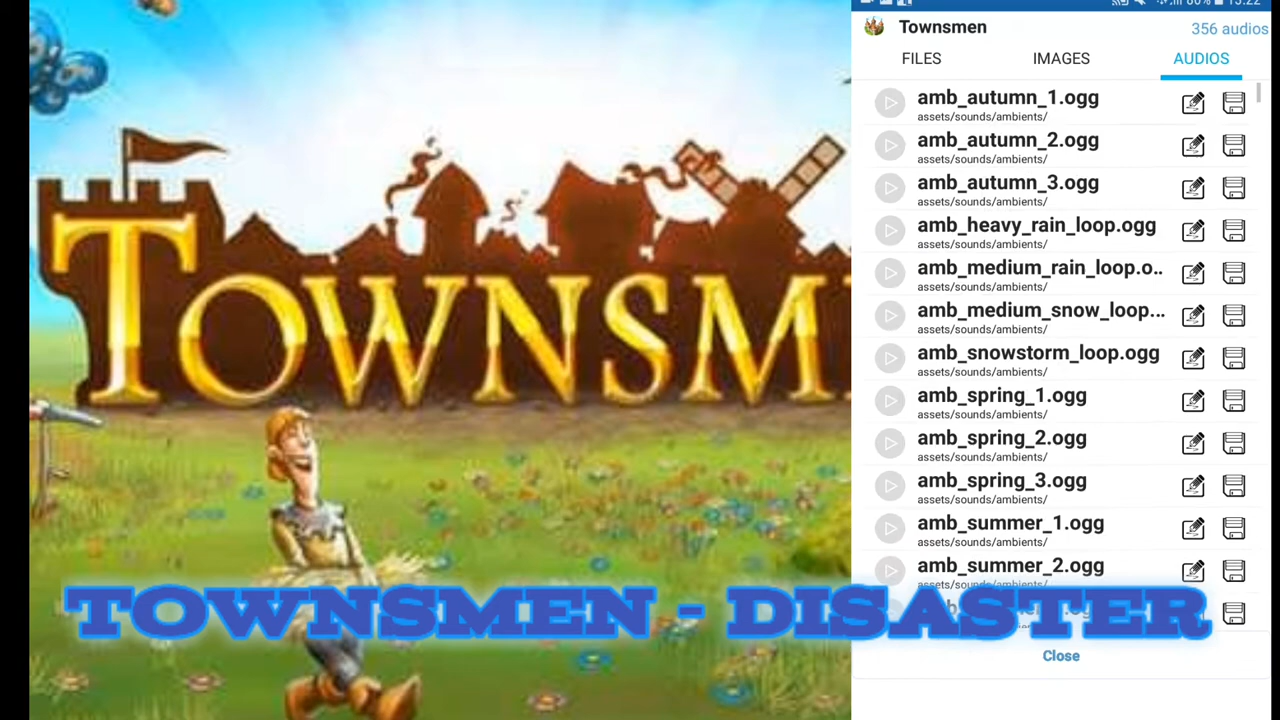 Townsmen
356 audios
FILES
IMAGES
AUDIOS
amb_autumn_1.ogg
assets/sounds/ambients/
amb_autumn_2.ogg
assets/sounds/ambients/
amb_autumn_3.ogg
assets/sounds/ambients/
amb_heavy_rain_loop.ogg
assets/sounds/ambients/
amb_medium_rain_loop.o..
assets/sounds/ambients/
amb_medium_snow_loop...
assets/sounds/ambients/
amb_snowstorm_loop.ogg
assets/sounds/ambients/
amb_spring_1.ogg
assets/sounds/ambients/
amb_spring_2.ogg
assets/sounds/ambients/
amb_spring_3.ogg
assets/sounds/ambients/
amb_summer_1.ogg
assets/sounds/ambients/
amb_summer_2.ogg
assets/sounds/ambients/
Close
TOWNSM
TOWNSMEN - DISASTER